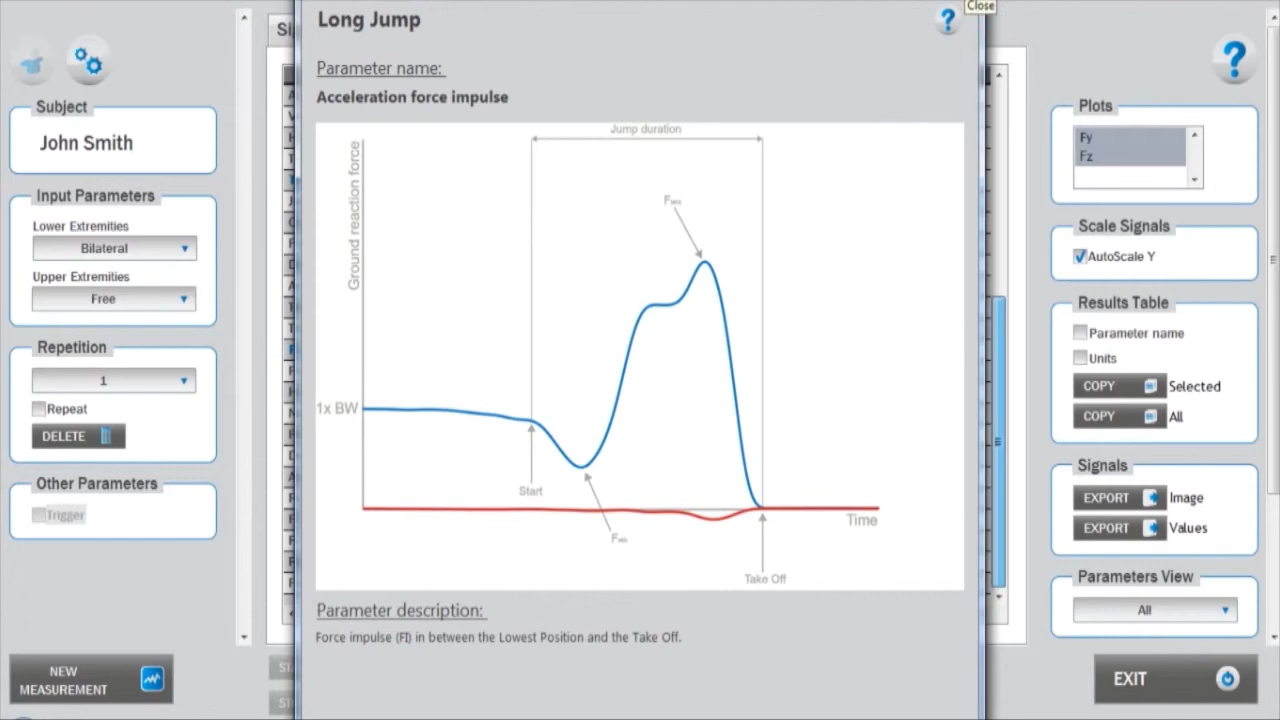 Close
Long Jump
Parameter name:
Acceleration force impulse
Jump duration
Ground reaction force
1x BW
Start
Time
Take Off
Parameter description:
Force impulse (FI) in between the Lowest Position and the Take Off.
Subject
John Smith
Input Parameters
Lower Extremities
Bilateral
Upper Extremities
Free
Repetition
1
Repeat
DELETE
Other Parameters
Trigger
NEW
MEASUREMENT
Plots
Fy
Fz
Scale Signals
AutoScale Y
Results Table
Parameter name
Units
COPY Selected
COPY All
Signals
EXPORT Image
EXPORT Values
Parameters View
All
EXIT